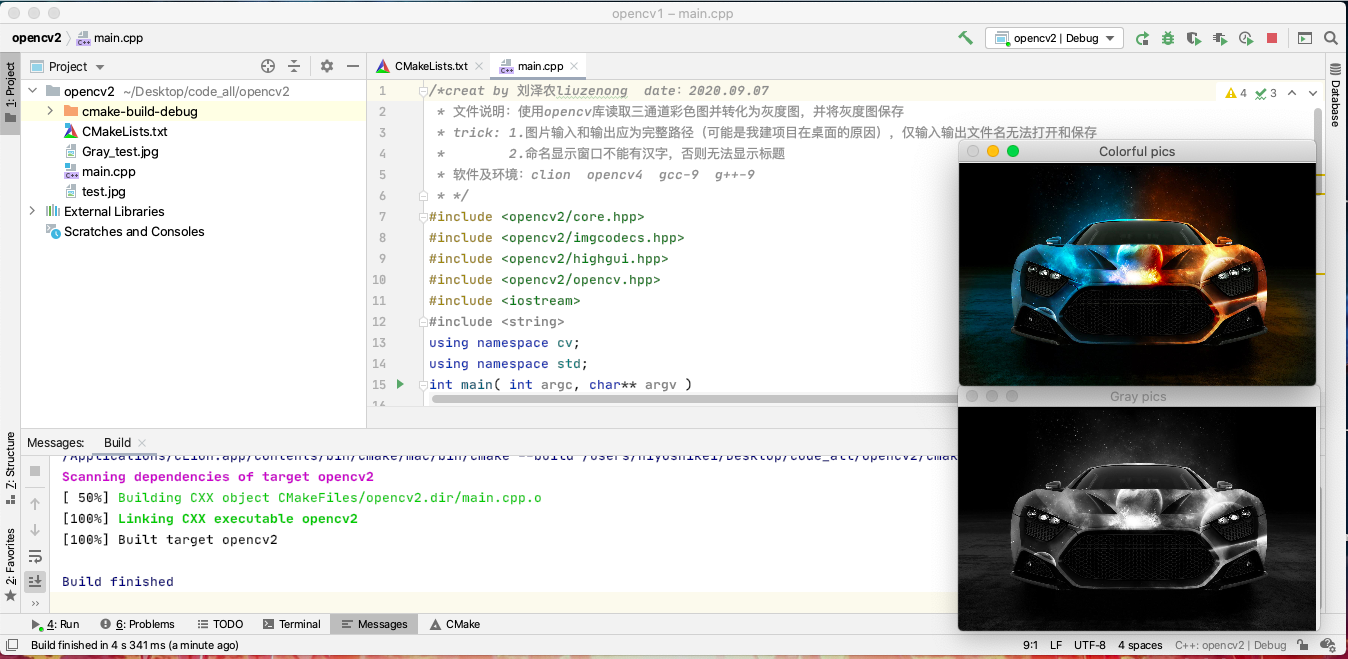 opencv1 – main.cpp
opencv2 main.cpp opencv2 | Debug
1: Project
Project
opencv2 ~/Desktop/code_all/opencv2
cmake-build-debug
CMakeLists.txt
Gray_test.jpg
main.cpp
test.jpg
External Libraries
Scratches and Consoles
CMakeLists.txt main.cpp
4 3
Database
1 /*creat by 刘泽农liuzenong date：2020.09.07
2 * 文件说明：使用opencv库读取三通道彩色图并转化为灰度图，并将灰度图保存
3 * trick: 1.图片输入和输出应为完整路径（可能是我建项目在桌面的原因），仅输入输出文件名无法打开和保存
4 * 2.命名显示窗口不能有汉字，否则无法显示标题
5 * 软件及环境：clion opencv4 gcc-9 g++-9
6 * */
7 #include <opencv2/core.hpp>
8 #include <opencv2/imgcodecs.hpp>
9 #include <opencv2/highgui.hpp>
10 #include <opencv2/opencv.hpp>
11 #include <iostream>
12 #include <string>
13 using namespace cv;
14 using namespace std;
15 int main( int argc, char** argv )
16
Colorful pics
Gray pics
Z: Structure
2: Favorites
Messages: Build
/Applications/CLion.app/Contents/bin/cmake/mac/bin/cmake --build /Users/hiyoshikei/Desktop/code_all/opencv2/cmak
Scanning dependencies of target opencv2
[ 50%] Building CXX object CMakeFiles/opencv2.dir/main.cpp.o
[100%] Linking CXX executable opencv2
[100%] Built target opencv2
Build finished
4: Run 6: Problems TODO Terminal Messages CMake
Build finished in 4 s 341 ms (a minute ago) 9:1 LF UTF-8 4 spaces C++: opencv2 | Debug